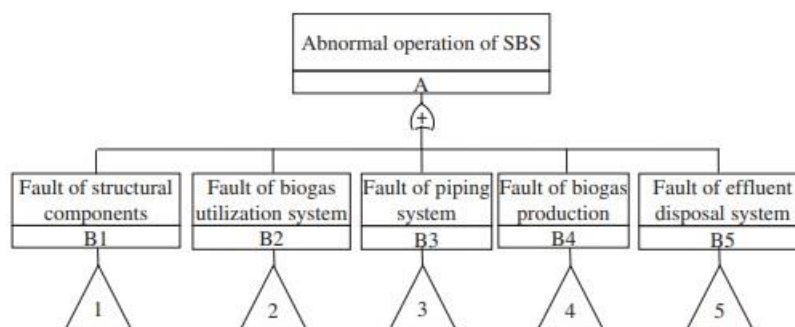 Abnormal operation of SBS
A
+
Fault of structural
components
B1
Fault of biogas
utilization system
B2
Fault of piping
system
B3
Fault of biogas
production
B4
Fault of effluent
disposal system
B5
1
2
3
4
5